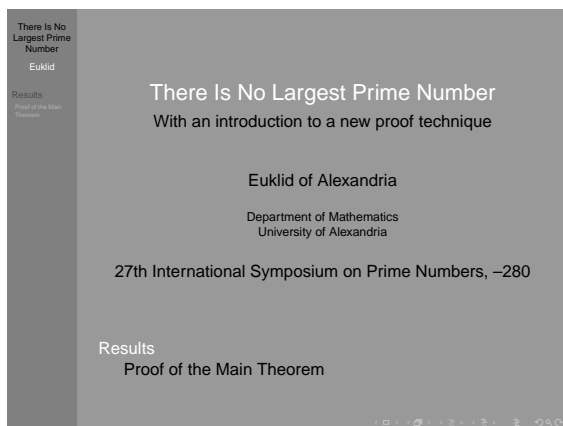 There Is No
Largest Prime
Number
Euklid
Results
Proof of the Main
Theorem
There Is No Largest Prime Number
With an introduction to a new proof technique
Euklid of Alexandria
Department of Mathematics
University of Alexandria
27th International Symposium on Prime Numbers, –280
Results
Proof of the Main Theorem